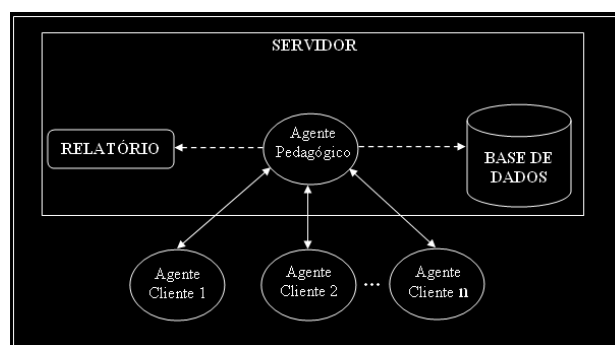 SERVIDOR
RELATÓRIO
Agente
Pedagógico
BASE DE
DADOS
Agente
Cliente 1
Agente
Cliente 2
...
Agente
Cliente n